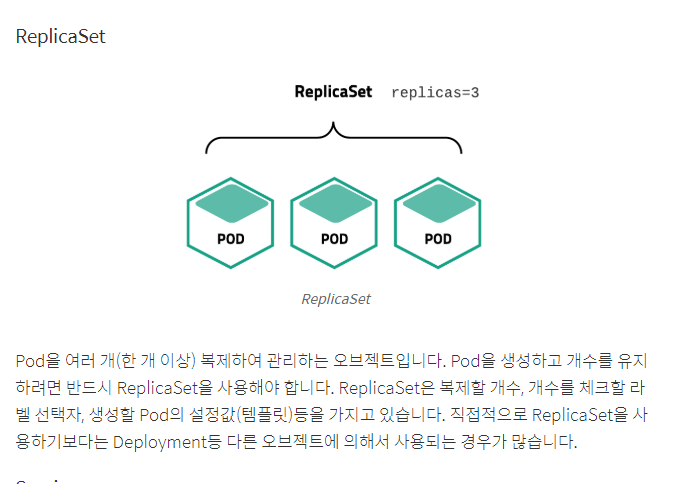 ReplicaSet
ReplicaSet replicas=3
POD POD POD
ReplicaSet
Pod을 여러 개(한 개 이상) 복제하여 관리하는 오브젝트입니다. Pod을 생성하고 개수를 유지
하려면 반드시 ReplicaSet을 사용해야 합니다. ReplicaSet은 복제할 개수, 개수를 체크할 라
벨 선택자, 생성할 Pod의 설정값(템플릿)등을 가지고 있습니다. 직접적으로 ReplicaSet을 사
용하기보다는 Deployment등 다른 오브젝트에 의해서 사용되는 경우가 많습니다.